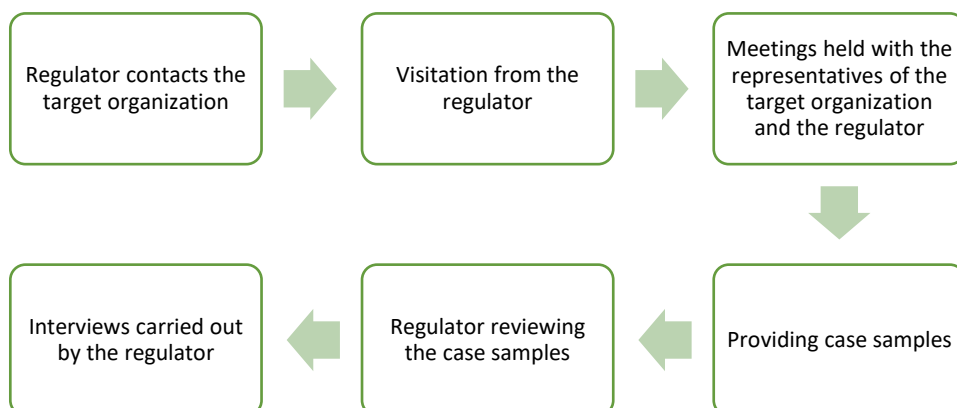 Regulator contacts the
target organization
Visitation from the
regulator
Meetings held with the
representatives of the
target organization
and the regulator
Providing case samples
Regulator reviewing
the case samples
Interviews carried out
by the regulator